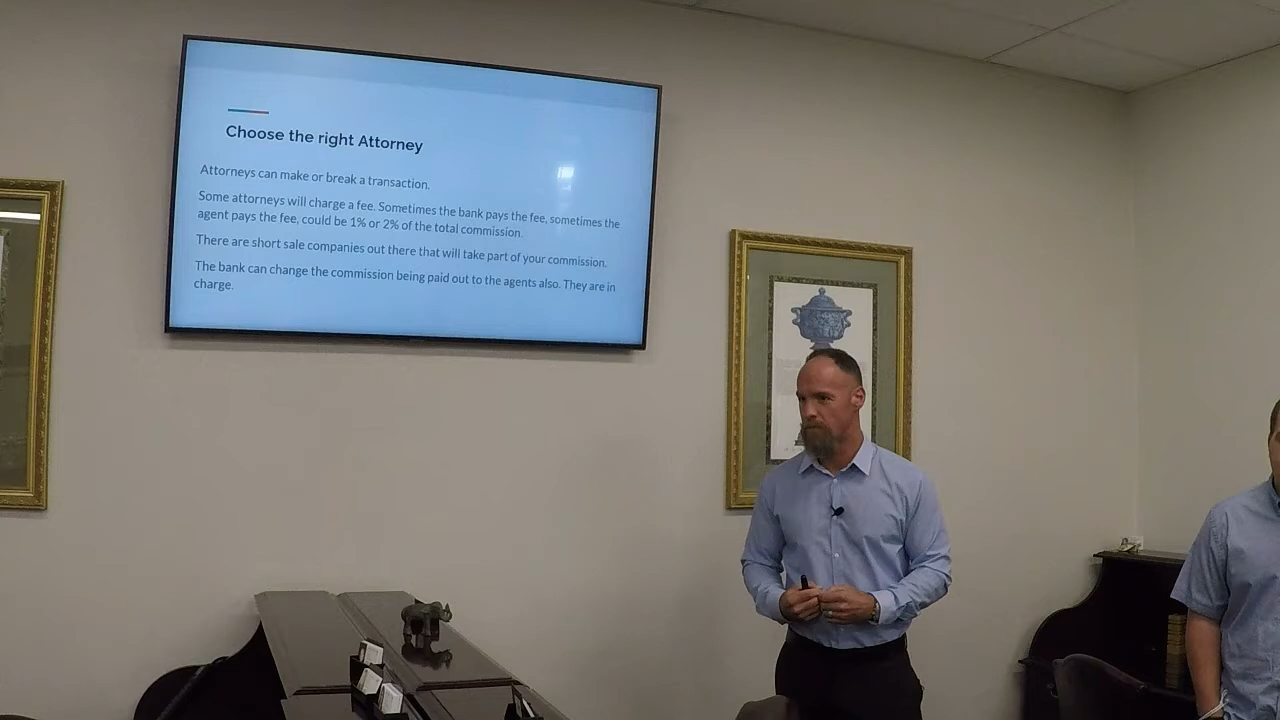 Choose the right Attorney
Attorneys can make or break a transaction.
Some attorneys will charge a fee. Sometimes the bank pays the fee, sometimes the
agent pays the fee, could be 1% or 2% of the total commission.
There are short sale companies out there that will take part of your commission.
The bank can change the commission being paid out to the agents also. They are in
charge.